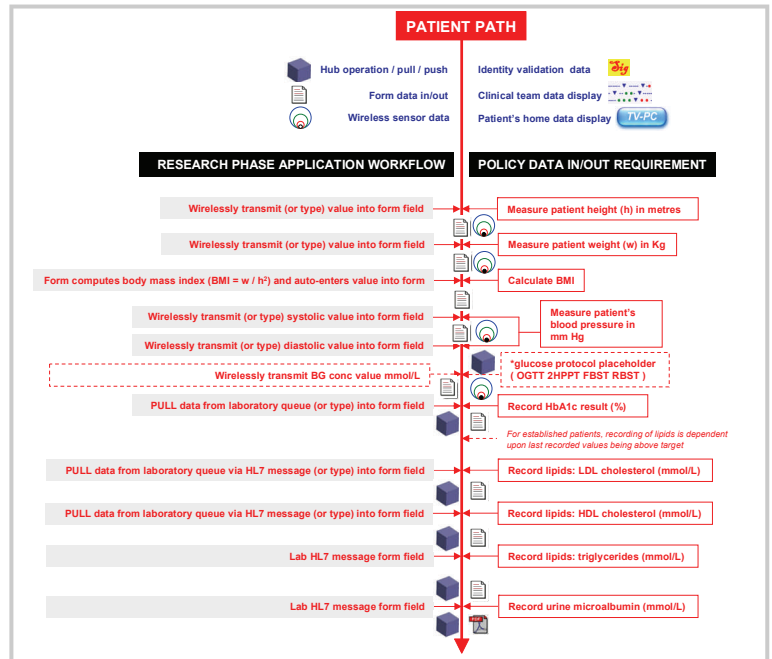 PATIENT PATH
Hub operation / pull / push
Identity validation data
Sig
Form data in/out
Clinical team data display
Wireless sensor data
Patient's home data display
TV-PC
RESEARCH PHASE APPLICATION WORKFLOW
POLICY DATA IN/OUT REQUIREMENT
Wirelessly transmit (or type) value into form field
Measure patient height (h) in metres
Wirelessly transmit (or type) value into form field
Measure patient weight (w) in Kg
Form computes body mass index (BMI = w / h²) and auto-enters value into form
Calculate BMI
Wirelessly transmit (or type) systolic value into form field
Measure patient's
blood pressure in
mm Hg
Wirelessly transmit (or type) diastolic value into form field
Wirelessly transmit BG conc value mmol/L
*glucose protocol placeholder
( OGTT 2HPPT FBST RBST )
PULL data from laboratory queue (or type) into form field
Record HbA1c result (%)
For established patients, recording of lipids is dependent
upon last recorded values being above target
PULL data from laboratory queue via HL7 message (or type) into form field
Record lipids: LDL cholesterol (mmol/L)
PULL data from laboratory queue via HL7 message (or type) into form field
Record lipids: HDL cholesterol (mmol/L)
Lab HL7 message form field
Record lipids: triglycerides (mmol/L)
Lab HL7 message form field
Record urine microalbumin (mmol/L)